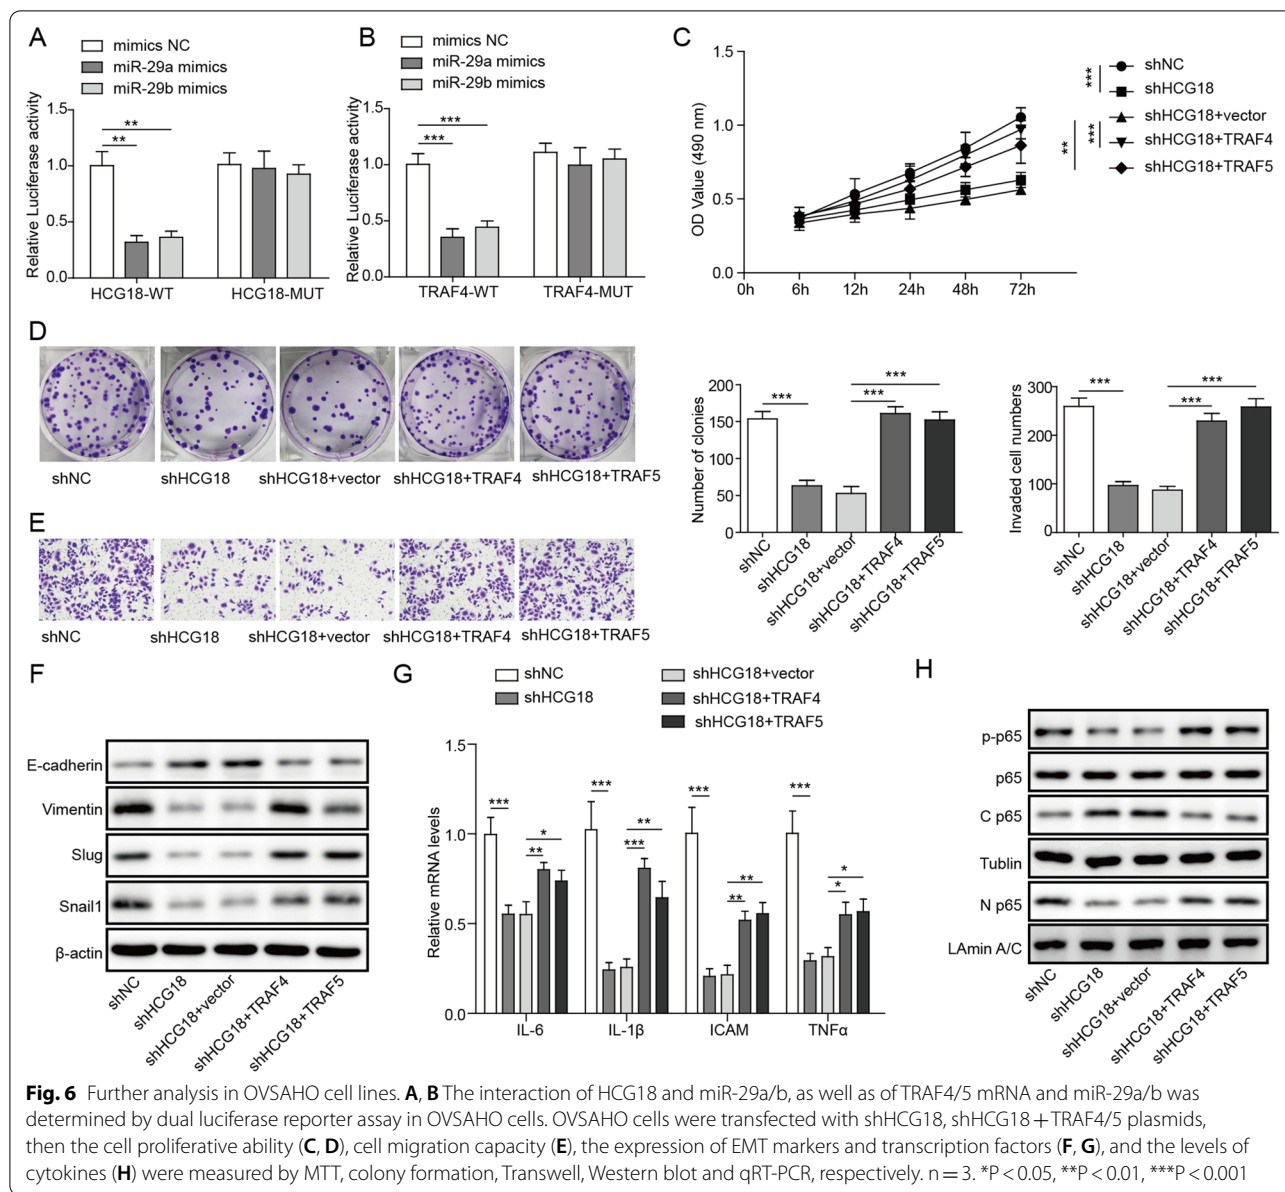 A
mimics NC
miR-29a mimics
miR-29b mimics
Relative Luciferase activity
1.5
1.0
0.5
0.0
**
**
HCG18-WT
HCG18-MUT
B
mimics NC
miR-29a mimics
miR-29b mimics
Relative Luciferase activity
1.5
1.0
0.5
0.0
***
***
TRAF4-WT
TRAF4-MUT
C
OD Value (490 nm)
1.5
1.0
0.5
0.0
0h
6h
12h
24h
48h
72h
shNC
shHCG18
shHCG18+vector
shHCG18+TRAF4
shHCG18+TRAF5
***
***
**
D
shNC
shHCG18
shHCG18+vector
shHCG18+TRAF4
shHCG18+TRAF5
Number of clonies
200
150
100
50
0
***
***
***
shNC
shHCG18
shHCG18+vector
shHCG18+TRAF4
shHCG18+TRAF5
Invaded cell numbers
300
200
100
0
***
***
***
shNC
shHCG18
shHCG18+vector
shHCG18+TRAF4
shHCG18+TRAF5
E
shNC
shHCG18
shHCG18+vector
shHCG18+TRAF4
shHCG18+TRAF5
F
E-cadherin
Vimentin
Slug
Snail1
β-actin
shNC
shHCG18
shHCG18+vector
shHCG18+TRAF4
shHCG18+TRAF5
G
shNC
shHCG18
shHCG18+vector
shHCG18+TRAF4
shHCG18+TRAF5
Relative mRNA levels
1.5
1.0
0.5
0.0
***
**
*
***
***
**
***
**
**
***
*
*
IL-6
IL-1β
ICAM
TNFα
H
p-p65
p65
C p65
Tublin
N p65
LAmin A/C
shNC
shHCG18
shHCG18+vector
shHCG18+TRAF4
shHCG18+TRAF5
Fig. 6 Further analysis in OVSAHO cell lines. A, B The interaction of HCG18 and miR-29a/b, as well as of TRAF4/5 mRNA and miR-29a/b was
determined by dual luciferase reporter assay in OVSAHO cells. OVSAHO cells were transfected with shHCG18, shHCG18 + TRAF4/5 plasmids,
then the cell proliferative ability (C, D), cell migration capacity (E), the expression of EMT markers and transcription factors (F, G), and the levels of
cytokines (H) were measured by MTT, colony formation, Transwell, Western blot and qRT-PCR, respectively. n = 3. *P < 0.05, **P < 0.01, ***P < 0.001